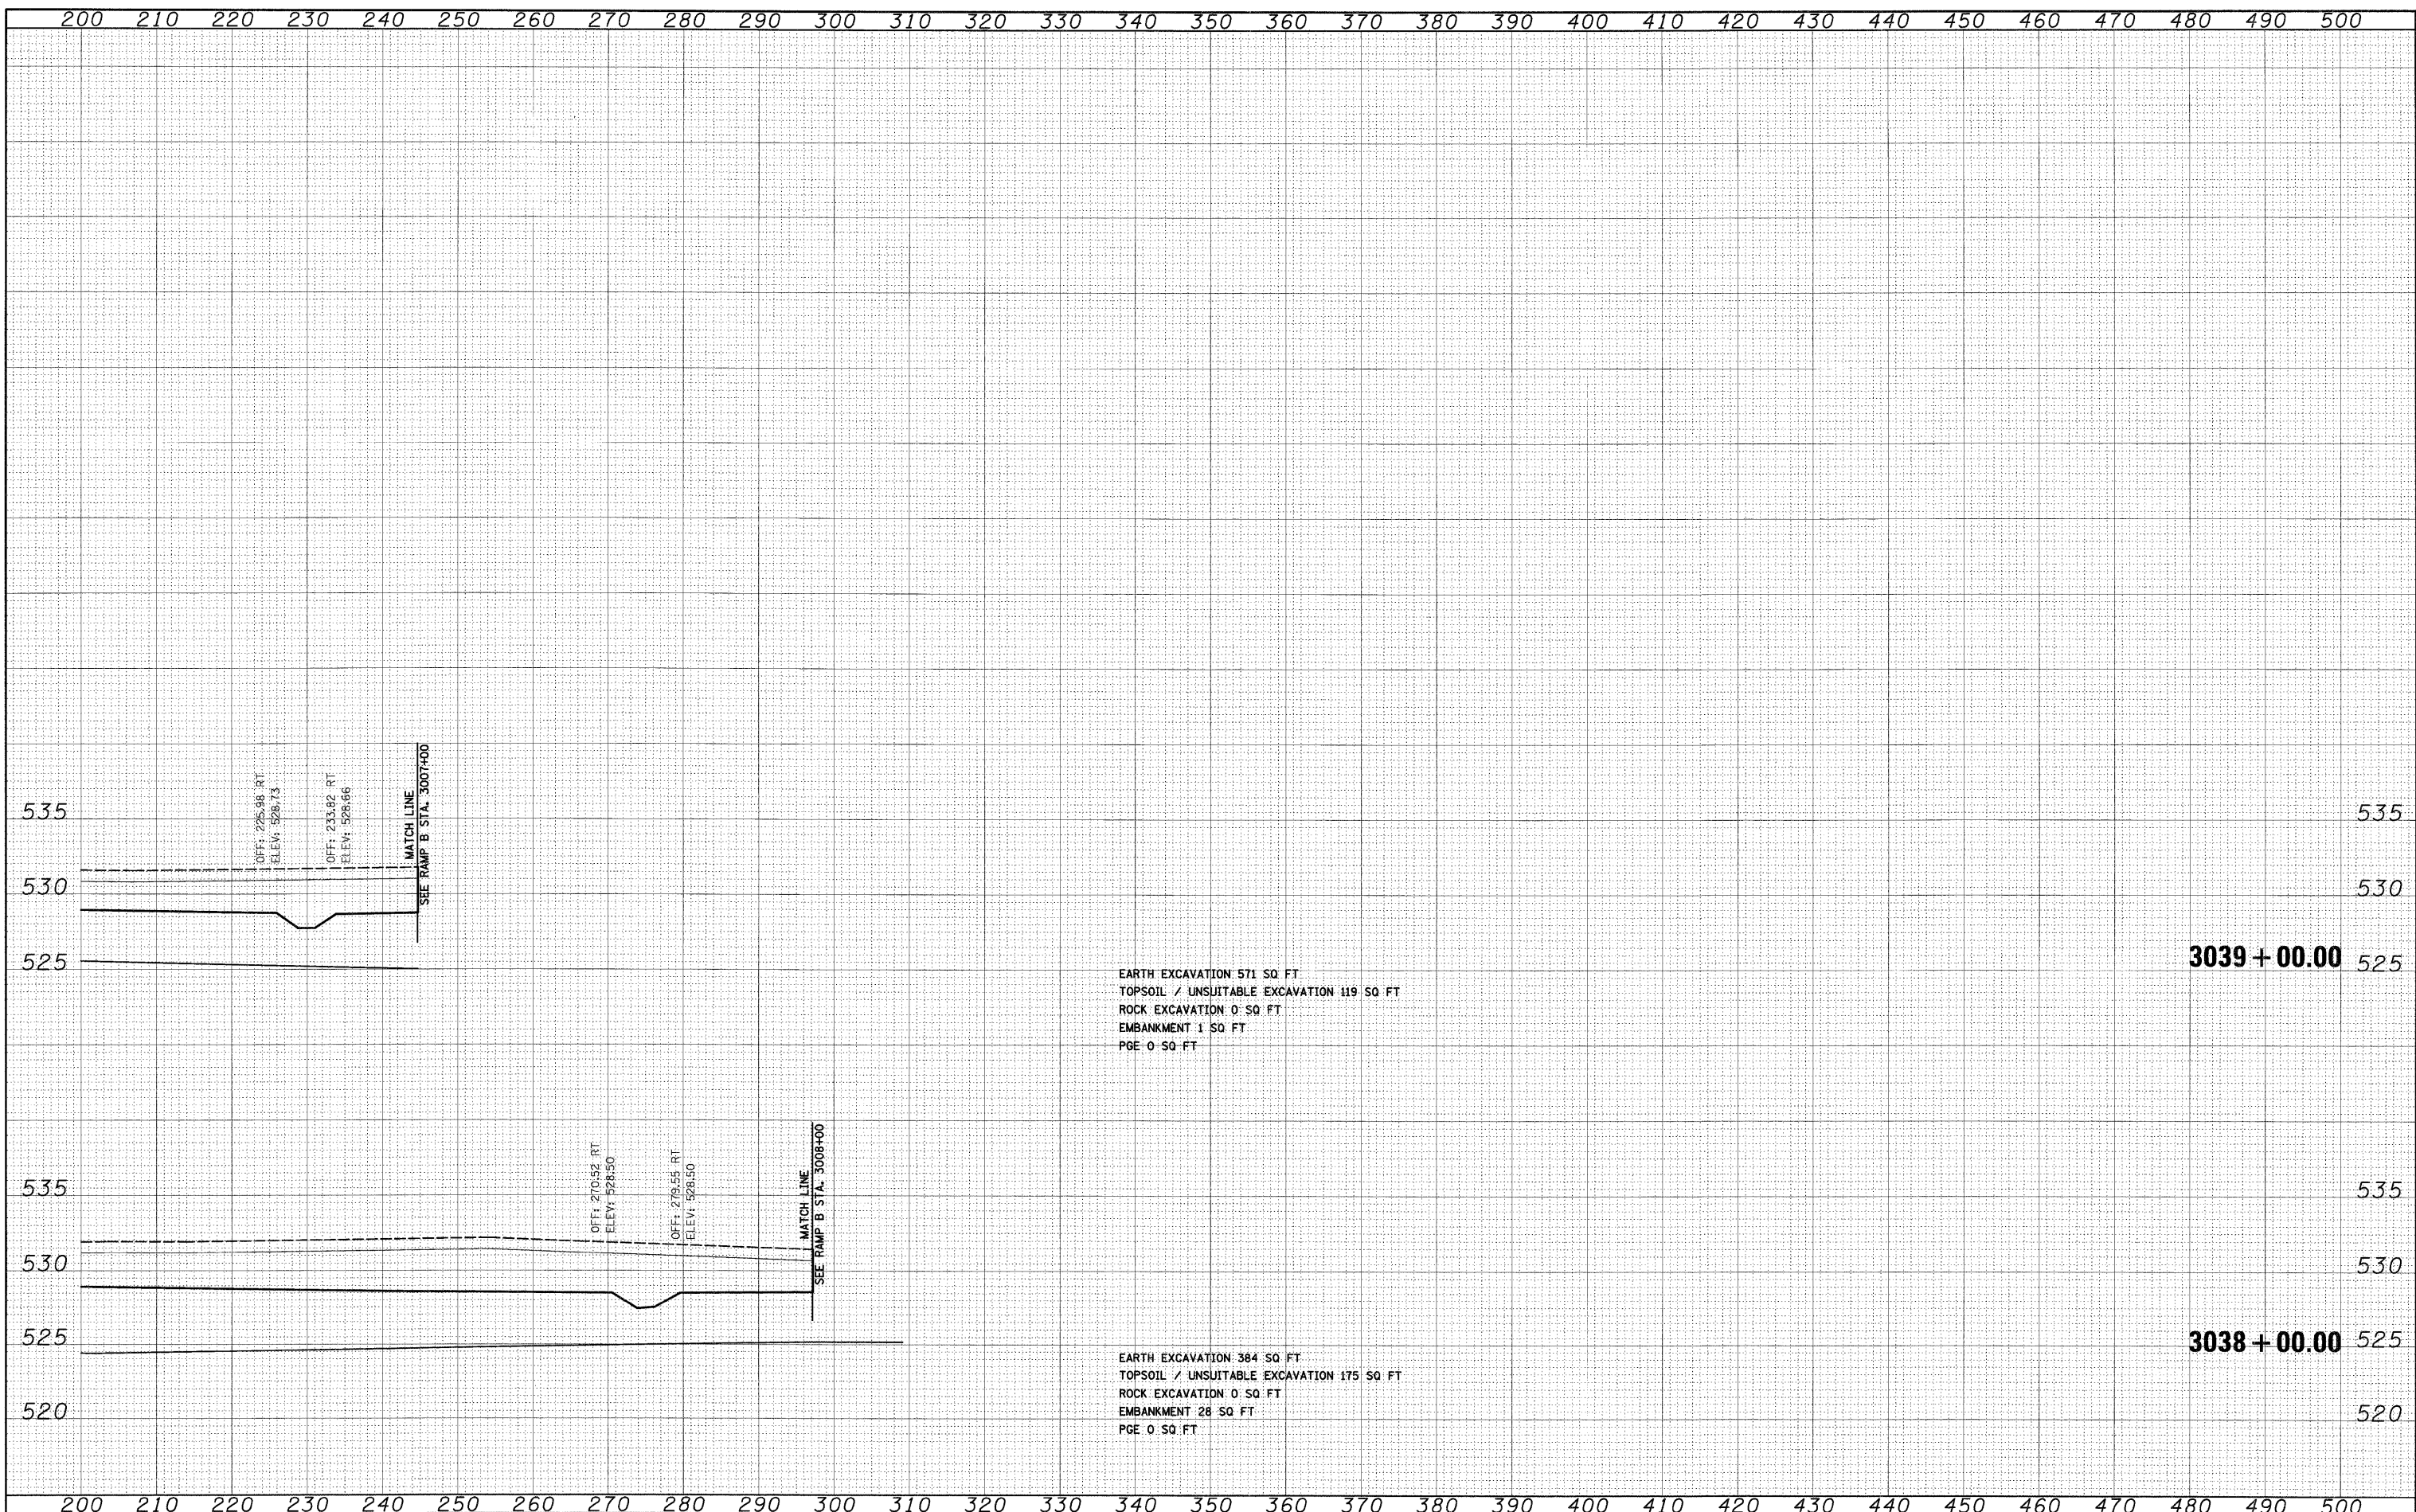 200 210 220 230 240 250 260 270 280 290 300 310 320 330 340 350 360 370 380 390 400 410 420 430 440 450 460 470 480 490 500
OFF: 225.98 RT
ELEV: 528.73
OFF: 233.82 RT
ELEV: 528.66
MATCH LINE
SEE RAMP B STA. 3007+00
535 535
530 530
525 3039+00.00 525
EARTH EXCAVATION 571 SQ FT
TOPSOIL / UNSUITABLE EXCAVATION 119 SQ FT
ROCK EXCAVATION 0 SQ FT
EMBANKMENT 1 SQ FT
PGE 0 SQ FT
OFF: 270.52 RT
ELEV: 528.50
OFF: 279.55 RT
ELEV: 528.50
MATCH LINE
SEE RAMP B STA. 3008+00
535 535
530 530
525 3038+00.00 525
EARTH EXCAVATION 384 SQ FT
TOPSOIL / UNSUITABLE EXCAVATION 175 SQ FT
ROCK EXCAVATION 0 SQ FT
EMBANKMENT 28 SQ FT
PGE 0 SQ FT
520 520
200 210 220 230 240 250 260 270 280 290 300 310 320 330 340 350 360 370 380 390 400 410 420 430 440 450 460 470 480 490 500